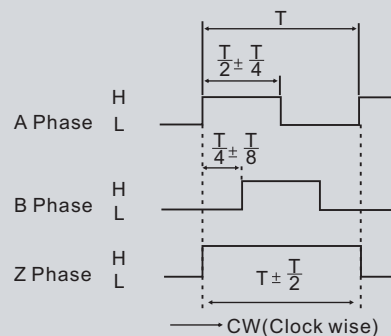 T
T/2 ± T/4
H
A Phase L
T/4 ± T/8
H
B Phase L
H
Z Phase L
T ± T/2
CW(Clock wise)